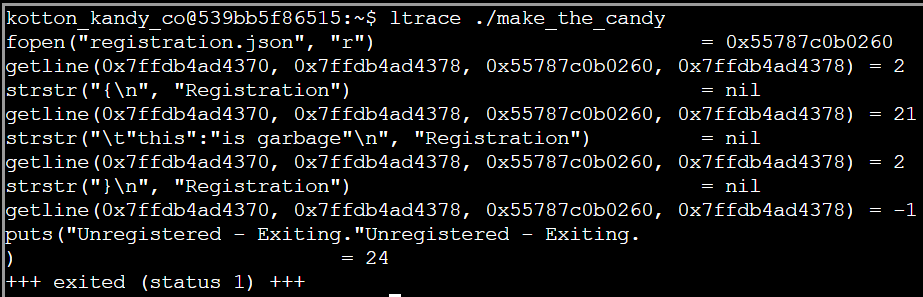 kotton_kandy_co@539bb5f86515:~$ ltrace ./make_the_candy
fopen("registration.json", "r") = 0x55787c0b0260
getline(0x7ffdb4ad4370, 0x7ffdb4ad4378, 0x55787c0b0260, 0x7ffdb4ad4378) = 2
strstr("{\n", "Registration") = nil
getline(0x7ffdb4ad4370, 0x7ffdb4ad4378, 0x55787c0b0260, 0x7ffdb4ad4378) = 21
strstr("\t"this":"is garbage"\n", "Registration") = nil
getline(0x7ffdb4ad4370, 0x7ffdb4ad4378, 0x55787c0b0260, 0x7ffdb4ad4378) = 2
strstr("}\n", "Registration") = nil
getline(0x7ffdb4ad4370, 0x7ffdb4ad4378, 0x55787c0b0260, 0x7ffdb4ad4378) = -1
puts("Unregistered - Exiting."Unregistered - Exiting.
) = 24
+++ exited (status 1) +++